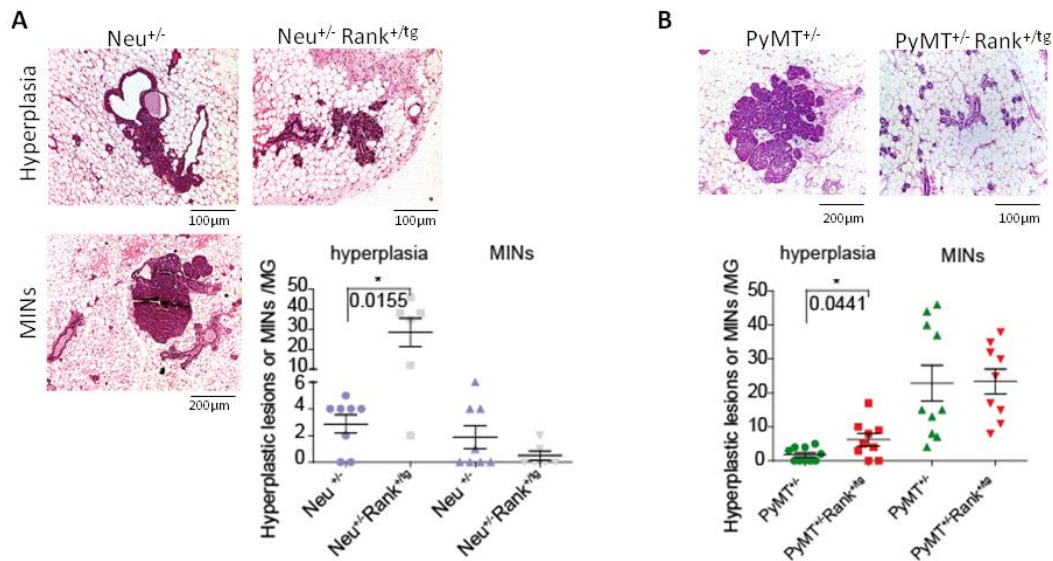 A
Neu+/-
Neu+/- Rank+/tg
Hyperplasia
100µm
100µm
MINs
200µm
hyperplasia
MINs
*
0.0155
Hyperplastic lesions or MINs /MG
50
40
30
20
10
6
4
2
0
Neu+/-
Neu+/-Rank+/tg
Neu+/-
Neu+/-Rank+/tg
B
PyMT+/-
PyMT+/- Rank+/tg
200µm
100µm
hyperplasia
MINs
*
0.0441
Hyperplastic lesions or MINs /MG
50
40
30
20
10
0
PyMT+/-
PyMT+/-Rank+/tg
PyMT+/-
PyMT+/-Rank+/tg